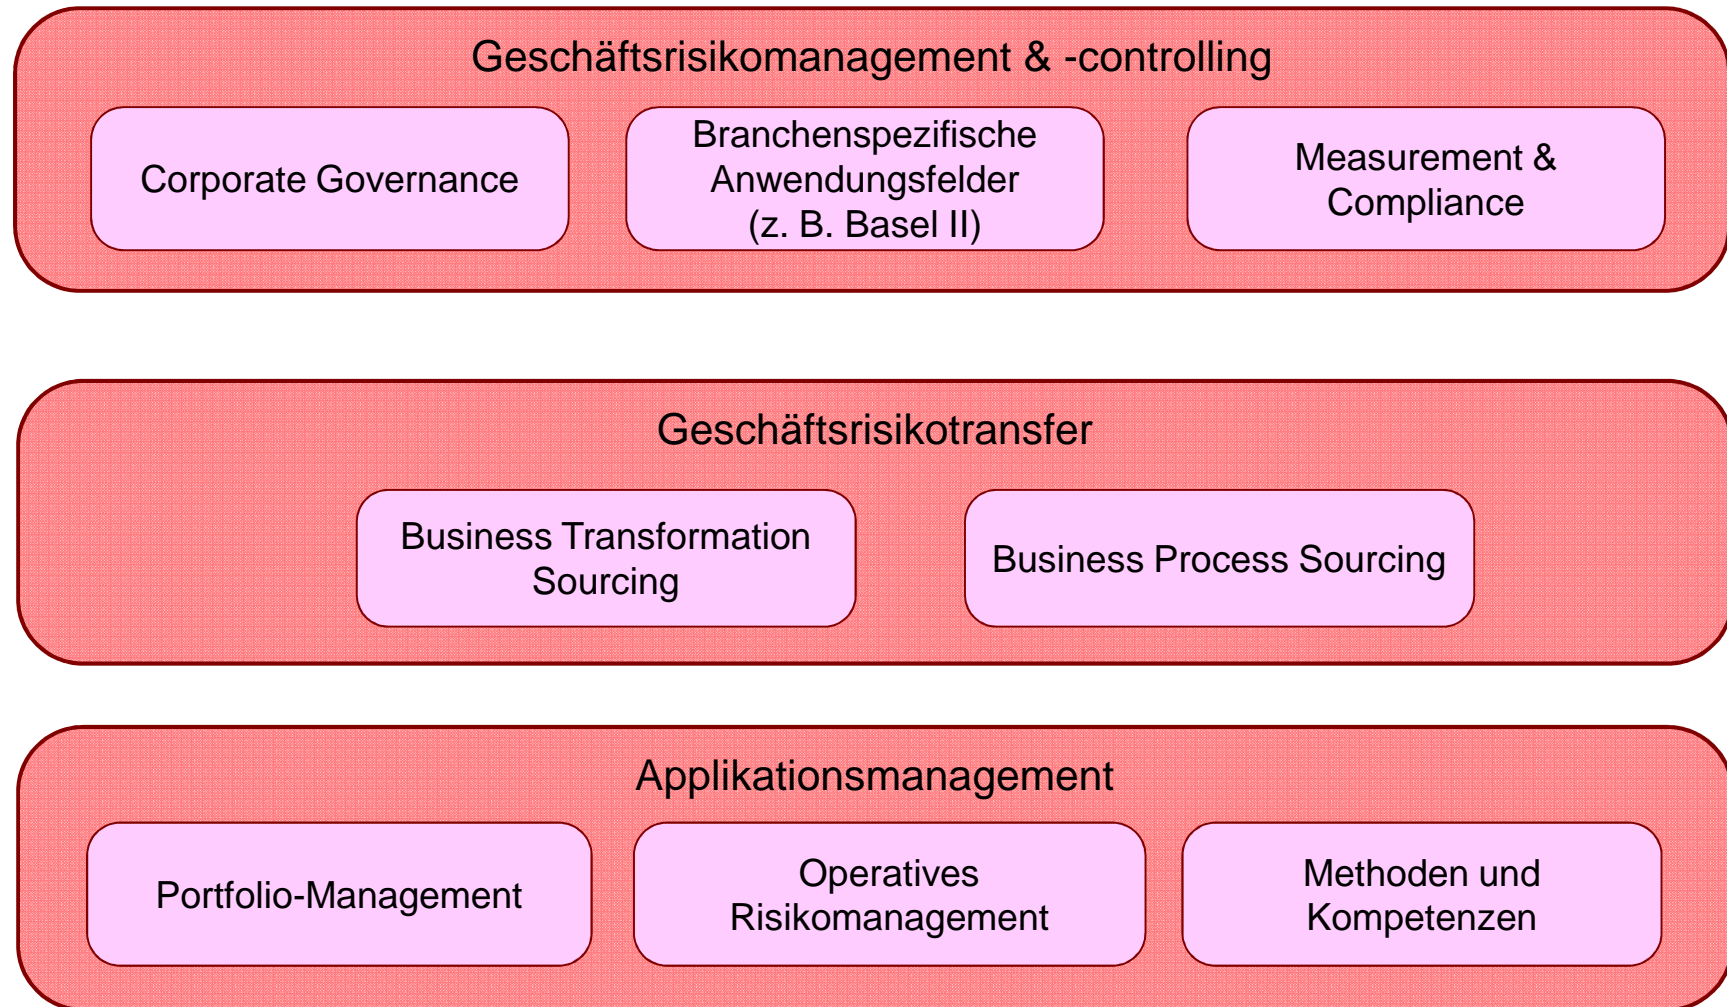 Geschäftsrisikomanagement & -controlling
Corporate Governance
Branchenspezifische
Anwendungsfelder
(z. B. Basel II)
Measurement &
Compliance
Geschäftsrisikotransfer
Business Transformation
Sourcing
Business Process Sourcing
Applikationsmanagement
Portfolio-Management
Operatives
Risikomanagement
Methoden und
Kompetenzen